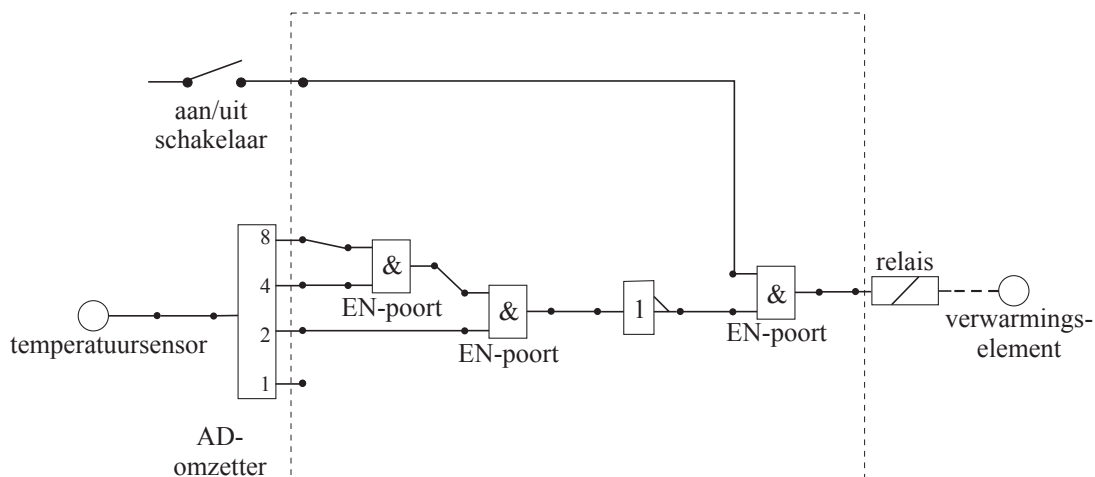 aan/uit
schakelaar
8
&
4
EN-poort
relais
&
1
&
temperatuursensor
2
EN-poort
EN-poort
verwarmings-
element
1
AD-
omzetter